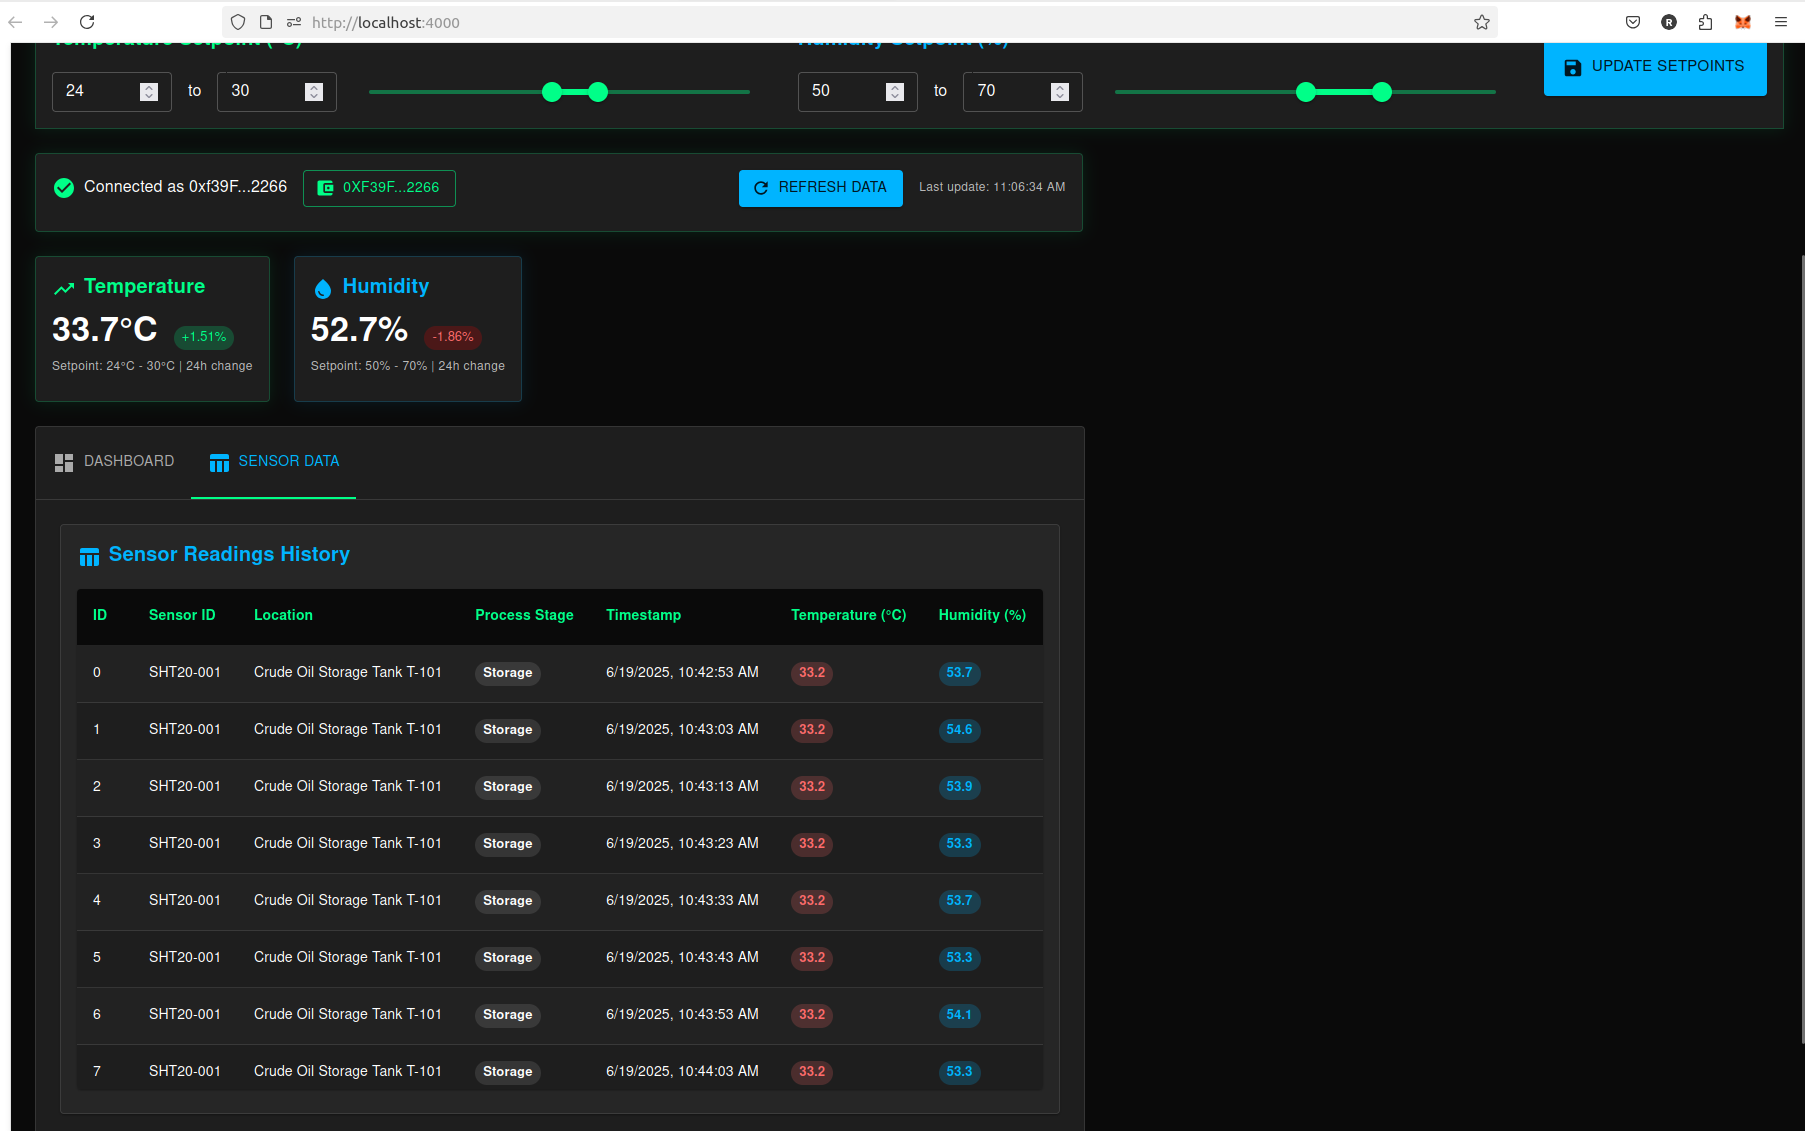 http://localhost:4000
R
Temperature Setpoint (°C)
Humidity Setpoint (%)
24 to 30
50 to 70
UPDATE SETPOINTS
Connected as 0xf39F...2266
0XF39F...2266
REFRESH DATA
Last update: 11:06:34 AM
Temperature
33.7°C +1.51%
Setpoint: 24°C - 30°C | 24h change
Humidity
52.7% -1.86%
Setpoint: 50% - 70% | 24h change
DASHBOARD
SENSOR DATA
Sensor Readings History
ID Sensor ID Location Process Stage Timestamp Temperature (°C) Humidity (%)
0 SHT20-001 Crude Oil Storage Tank T-101 Storage 6/19/2025, 10:42:53 AM 33.2 53.7
1 SHT20-001 Crude Oil Storage Tank T-101 Storage 6/19/2025, 10:43:03 AM 33.2 54.6
2 SHT20-001 Crude Oil Storage Tank T-101 Storage 6/19/2025, 10:43:13 AM 33.2 53.9
3 SHT20-001 Crude Oil Storage Tank T-101 Storage 6/19/2025, 10:43:23 AM 33.2 53.3
4 SHT20-001 Crude Oil Storage Tank T-101 Storage 6/19/2025, 10:43:33 AM 33.2 53.7
5 SHT20-001 Crude Oil Storage Tank T-101 Storage 6/19/2025, 10:43:43 AM 33.2 53.3
6 SHT20-001 Crude Oil Storage Tank T-101 Storage 6/19/2025, 10:43:53 AM 33.2 54.1
7 SHT20-001 Crude Oil Storage Tank T-101 Storage 6/19/2025, 10:44:03 AM 33.2 53.3